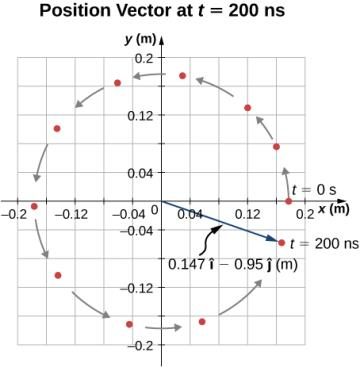 Position Vector at t = 200 ns
y (m)
0.2
0.12
0.04
t = 0 s
−0.2 −0.12 −0.04 0 0.04 0.12 0.2 x (m)
−0.04
t = 200 ns
0.147 î − 0.95 ĵ (m)
−0.12
−0.2